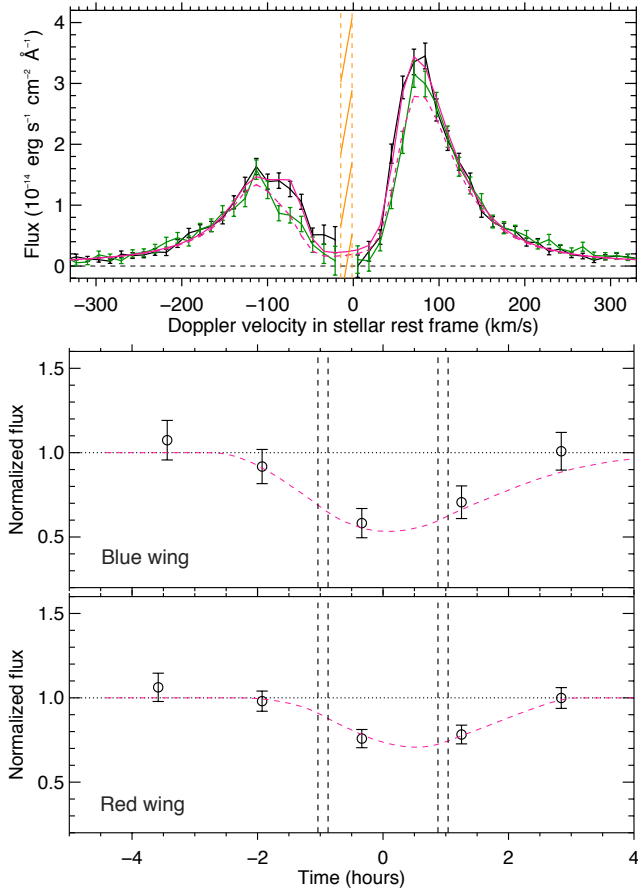 Flux (10⁻¹⁴ erg s⁻¹ cm⁻² Å⁻¹)
4
3
2
1
0
−300 −200 −100 0 100 200 300
Doppler velocity in stellar rest frame (km/s)
Normalized flux
1.5
1.0
0.5
Blue wing
Normalized flux
1.5
1.0
0.5
Red wing
−4 −2 0 2 4
Time (hours)